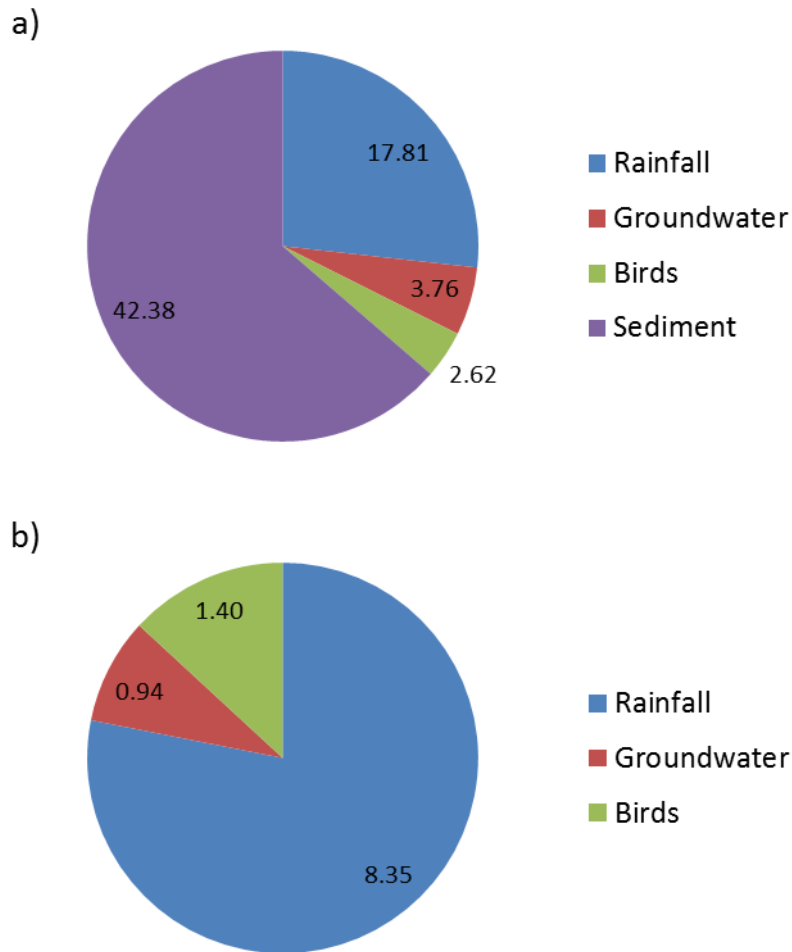 a)
17.81
3.76
2.62
42.38
Rainfall
Groundwater
Birds
Sediment
b)
1.40
0.94
8.35
Rainfall
Groundwater
Birds